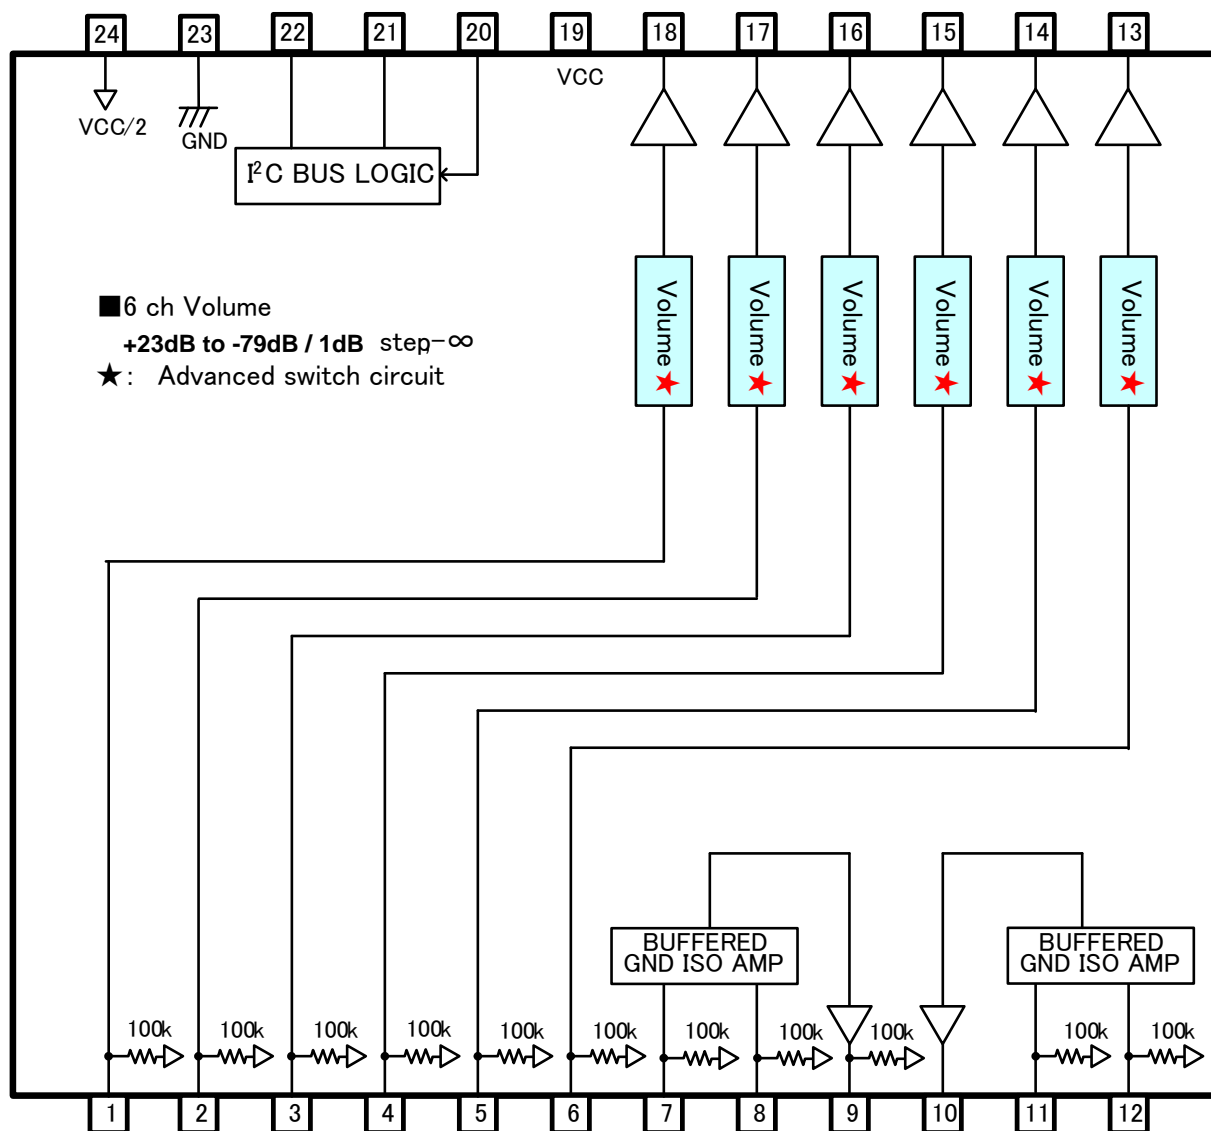 24 23 22 21 20 19 18 17 16 15 14 13
VCC
VCC/2
GND
I²C BUS LOGIC
■6 ch Volume
+23dB to -79dB / 1dB step-∞
★: Advanced switch circuit
Volume★ Volume★ Volume★ Volume★ Volume★ Volume★
BUFFERED
GND ISO AMP
BUFFERED
GND ISO AMP
100k 100k 100k 100k 100k 100k 100k 100k 100k 100k 100k
1 2 3 4 5 6 7 8 9 10 11 12